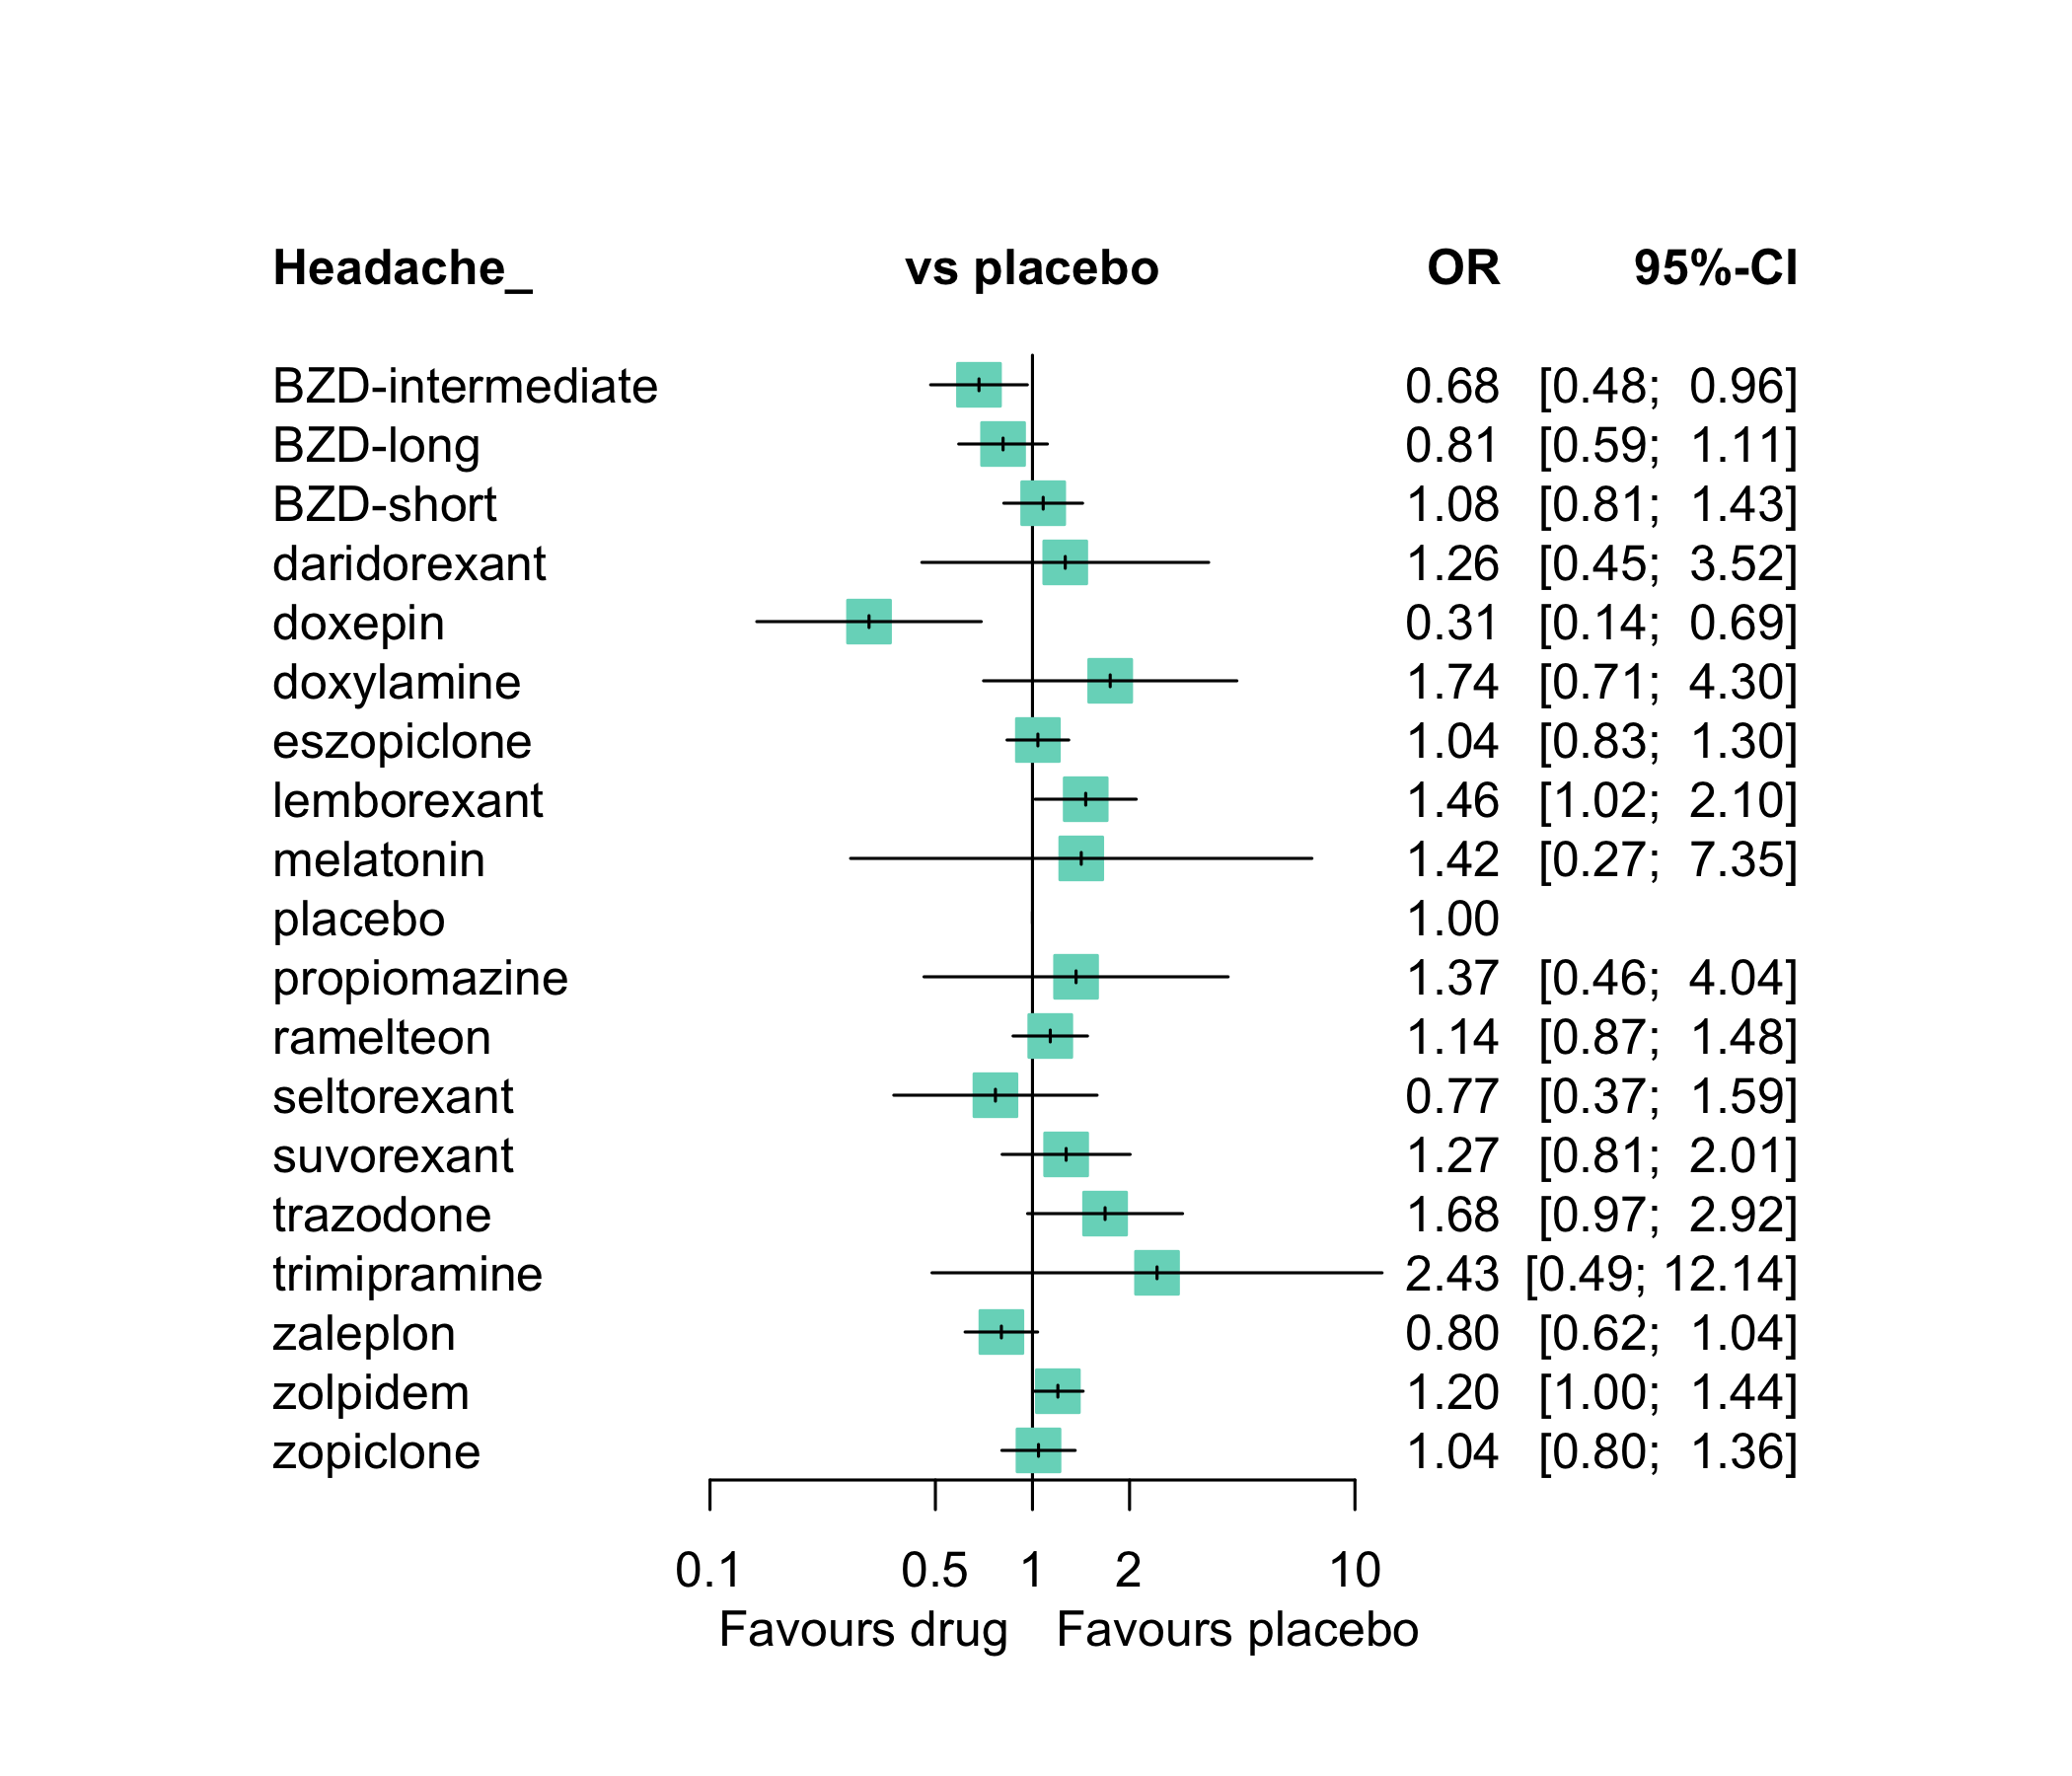 Headache_ vs placebo OR 95%-CI
BZD-intermediate 0.68 [0.48; 0.96]
BZD-long 0.81 [0.59; 1.11]
BZD-short 1.08 [0.81; 1.43]
daridorexant 1.26 [0.45; 3.52]
doxepin 0.31 [0.14; 0.69]
doxylamine 1.74 [0.71; 4.30]
eszopiclone 1.04 [0.83; 1.30]
lemborexant 1.46 [1.02; 2.10]
melatonin 1.42 [0.27; 7.35]
placebo 1.00
propiomazine 1.37 [0.46; 4.04]
ramelteon 1.14 [0.87; 1.48]
seltorexant 0.77 [0.37; 1.59]
suvorexant 1.27 [0.81; 2.01]
trazodone 1.68 [0.97; 2.92]
trimipramine 2.43 [0.49; 12.14]
zaleplon 0.80 [0.62; 1.04]
zolpidem 1.20 [1.00; 1.44]
zopiclone 1.04 [0.80; 1.36]
0.1 0.5 1 2 10
Favours drug Favours placebo